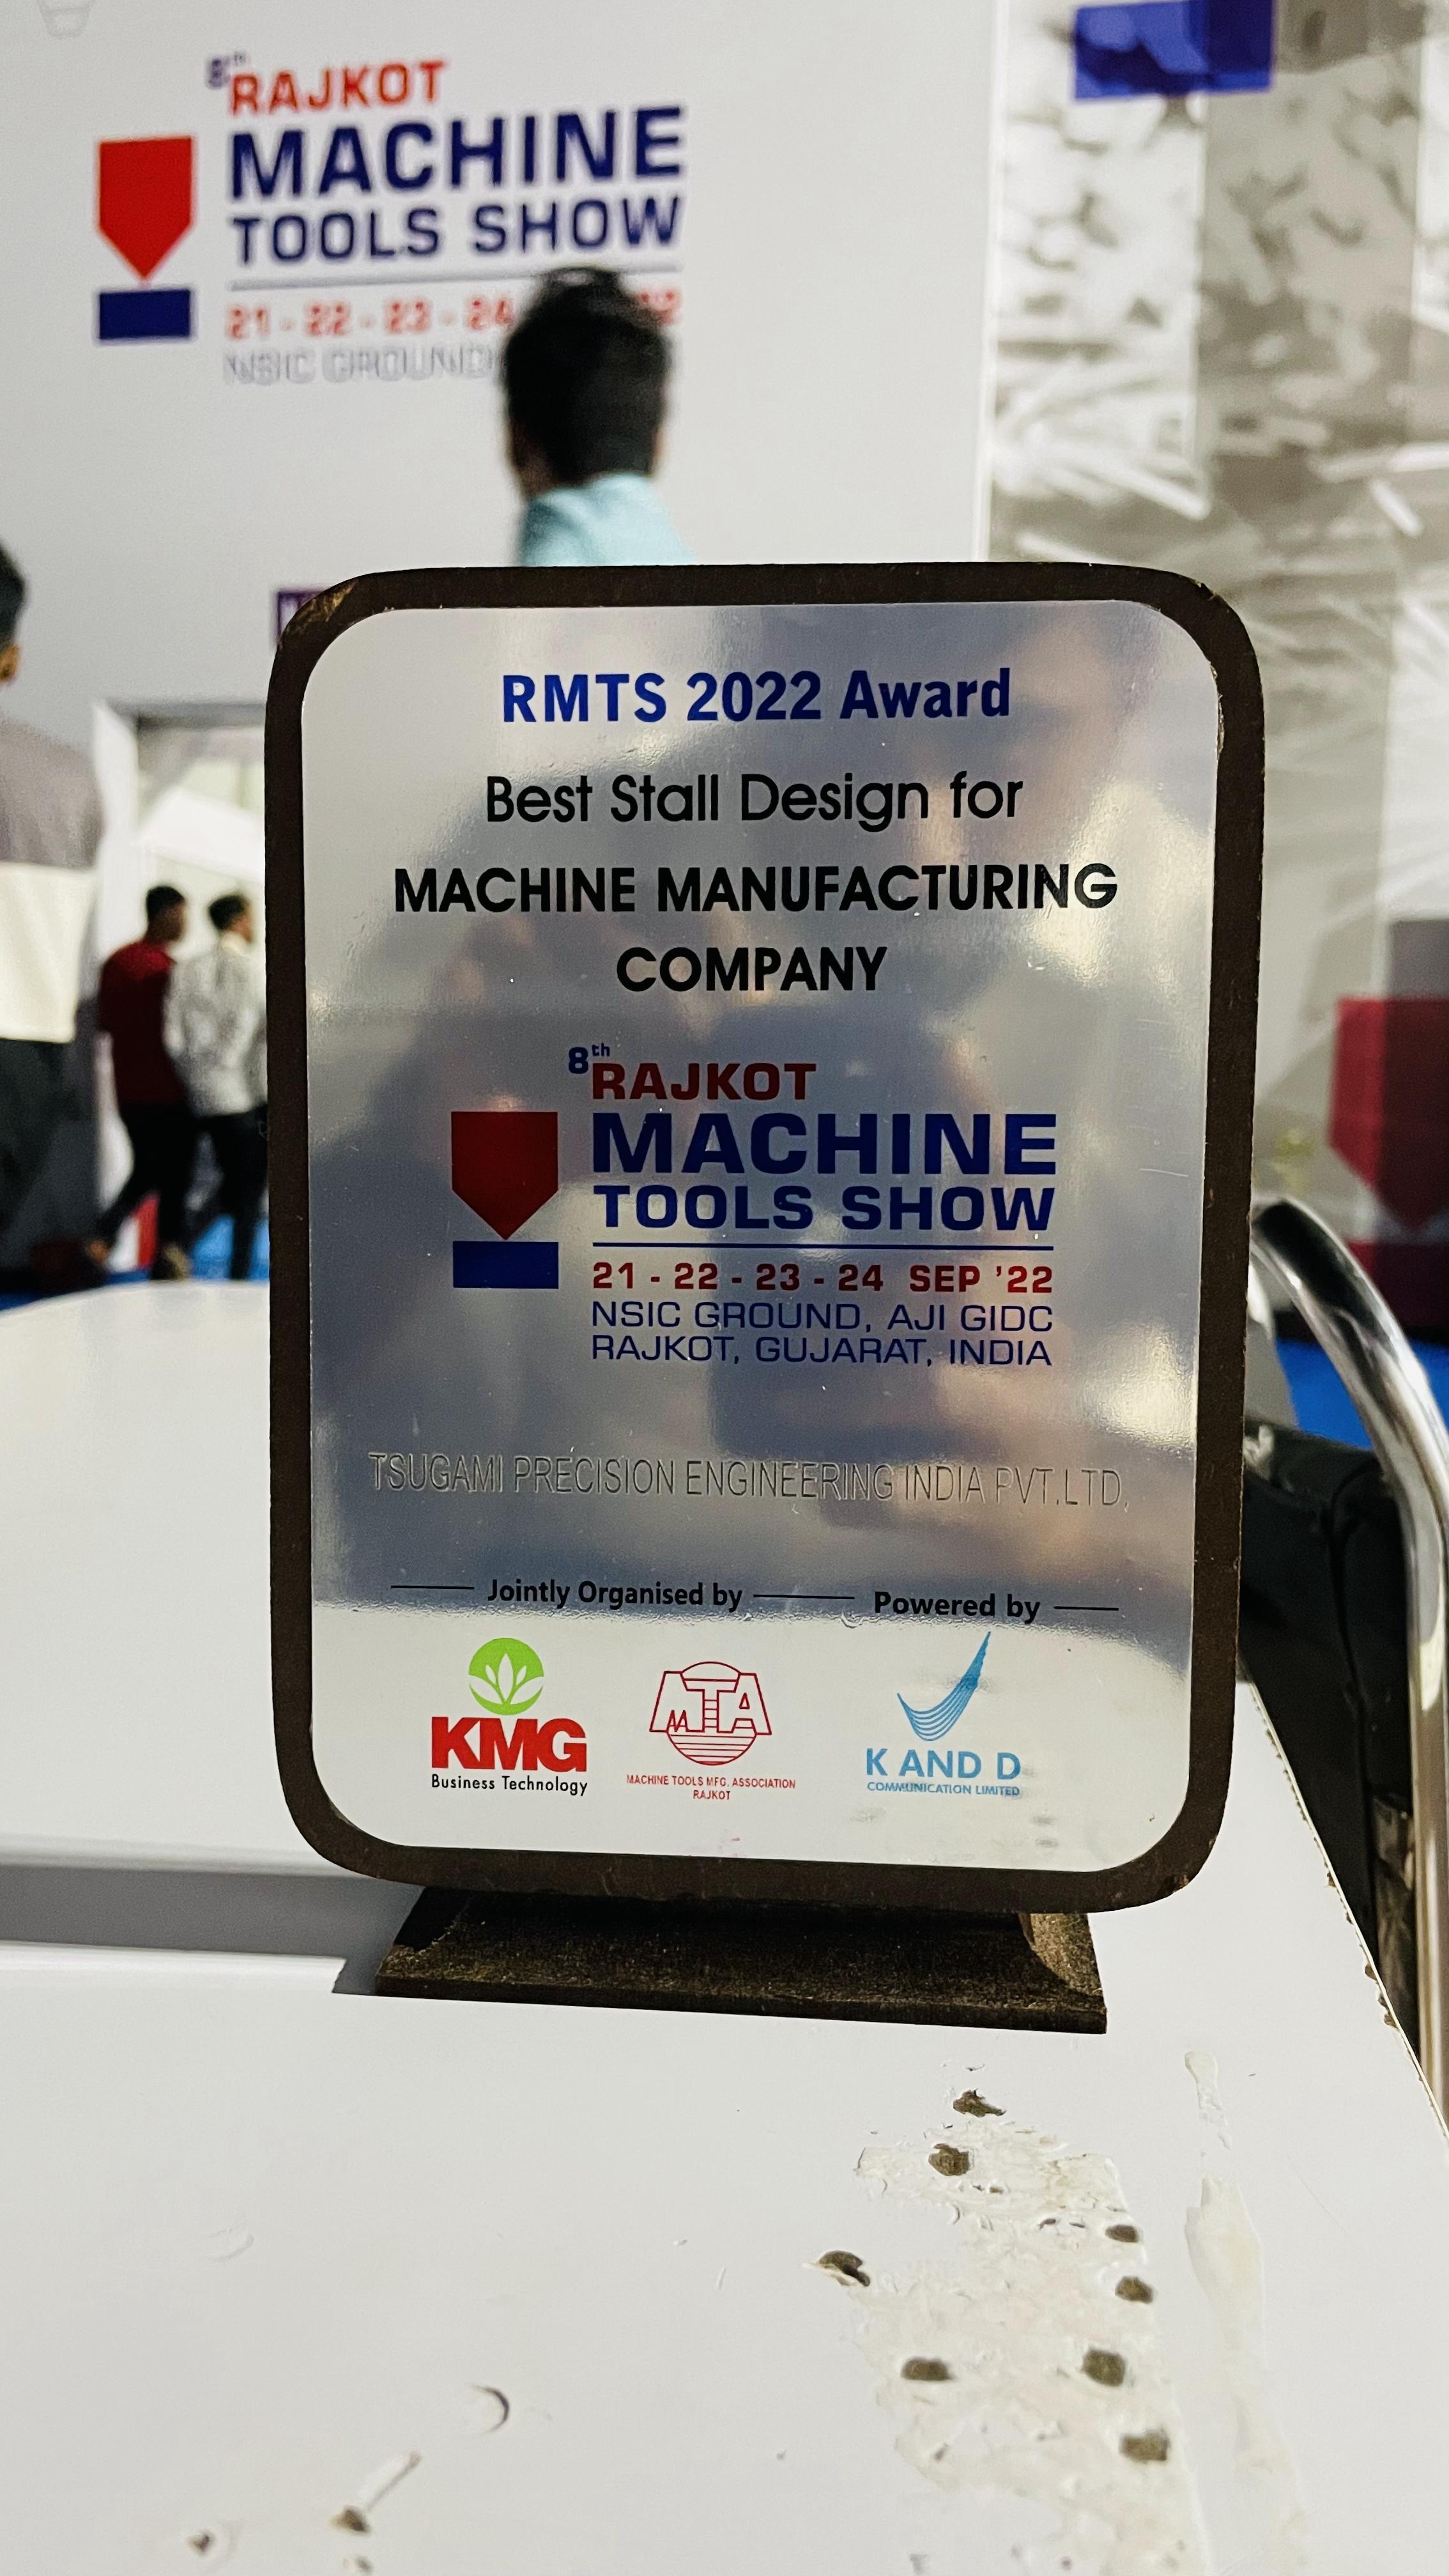 8th
RAJKOT
MACHINE
TOOLS SHOW
21 - 22 - 23 - 24
NSIC GROUND
RMTS 2022 Award
Best Stall Design for
MACHINE MANUFACTURING
COMPANY
8th
RAJKOT
MACHINE
TOOLS SHOW
21 - 22 - 23 - 24 SEP '22
NSIC GROUND, AJI GIDC
RAJKOT, GUJARAT, INDIA
TSUGAMI PRECISION ENGINEERING INDIA PVT.LTD.
Jointly Organised by
Powered by
KMG
Business Technology
MTA
MACHINE TOOLS MFG. ASSOCIATION
RAJKOT
K AND D
COMMUNICATION LIMITED